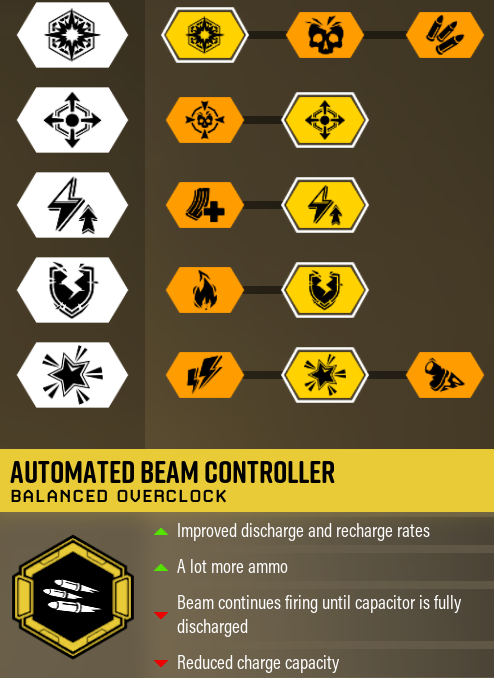 AUTOMATED BEAM CONTROLLER
BALANCED OVERCLOCK
Improved discharge and recharge rates
A lot more ammo
Beam continues firing until capacitor is fully
discharged
Reduced charge capacity